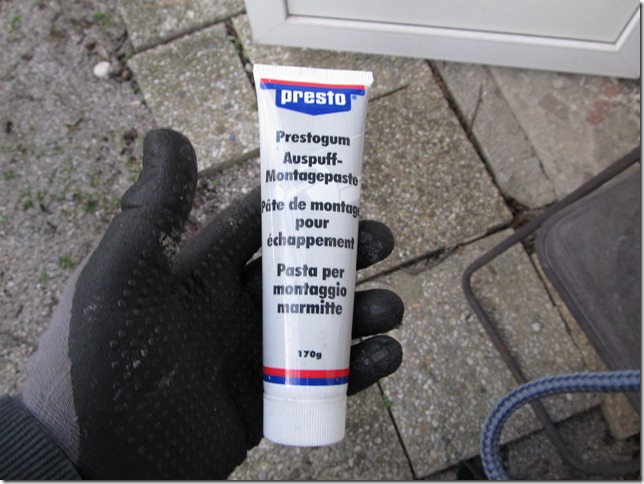 presto
Prestogum
Auspuff-
Montagepaste
Pâte de montage
pour
échappement
Pasta per
montaggio
marmitte
170g